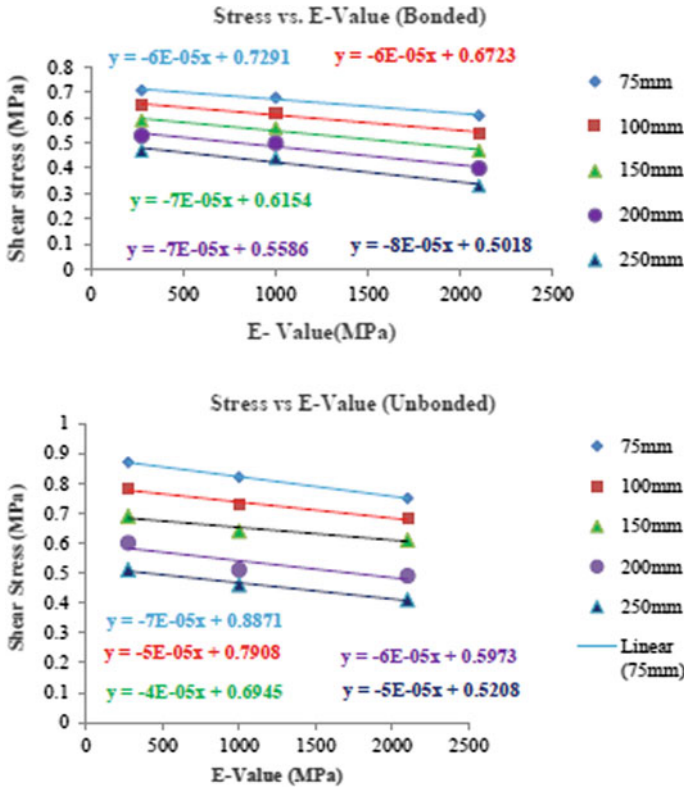 Stress vs. E-Value (Bonded)
y = -6E-05x + 0.7291
y = -6E-05x + 0.6723
0.8
0.7
0.6
0.5
0.4
0.3
0.2
0.1
0
y = -7E-05x + 0.6154
y = -7E-05x + 0.5586
y = -8E-05x + 0.5018
0 500 1000 1500 2000 2500
Shear stress (MPa)
E- Value(MPa)
75mm
100mm
150mm
200mm
250mm
Stress vs E-Value (Unbonded)
1
0.9
0.8
0.7
0.6
0.5
0.4
0.3
0.2
0.1
0
y = -7E-05x + 0.8871
y = -5E-05x + 0.7908
y = -6E-05x + 0.5973
y = -4E-05x + 0.6945
y = -5E-05x + 0.5208
0 500 1000 1500 2000 2500
Shear Stress (MPa)
E-Value (MPa)
75mm
100mm
150mm
200mm
250mm
Linear
(75mm)